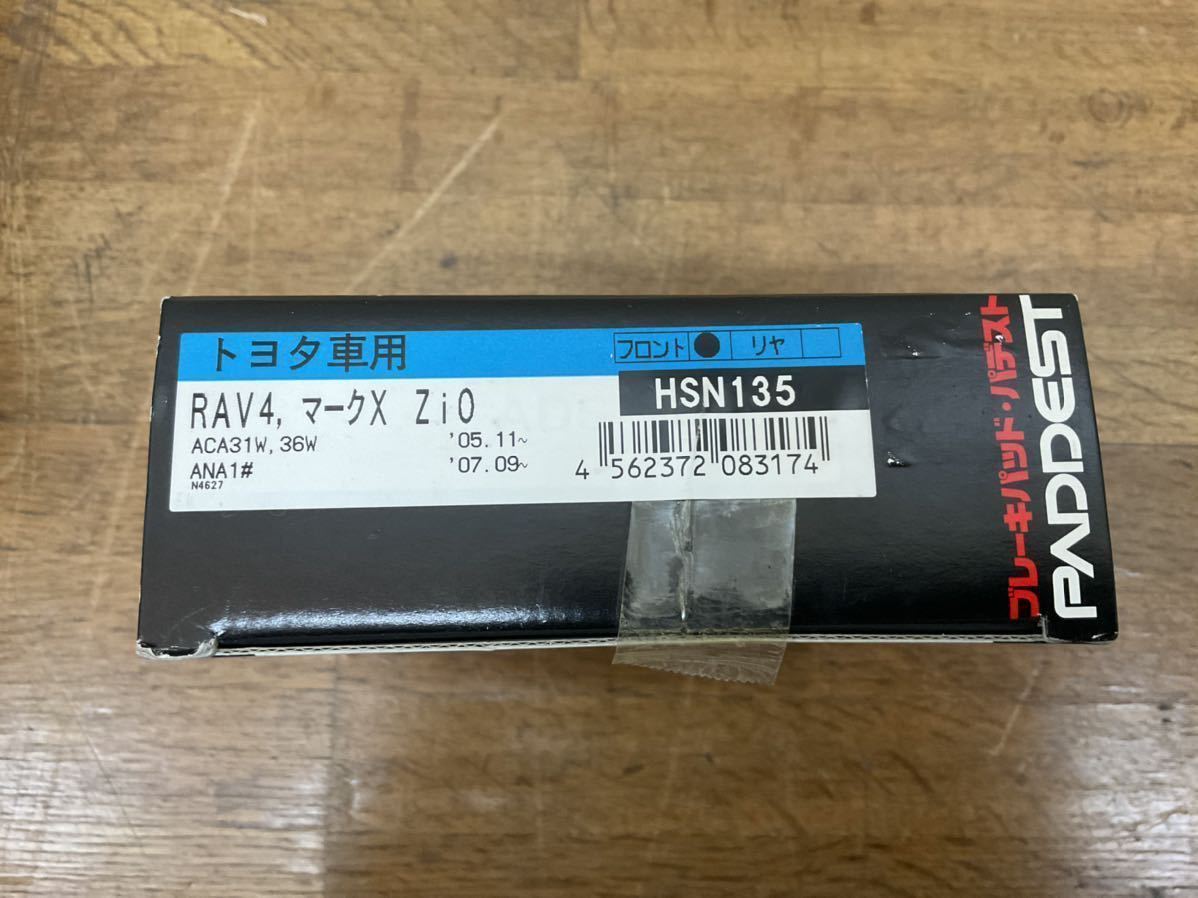 トヨタ車用
フロント ● リヤ
HSN135
RAV4, マークX ZiO
ACA31W, 36W '05.11~
ANA1# '07.09~
N4627
4 562372 083174
ブレーキパッド・パデスト
PADDEST